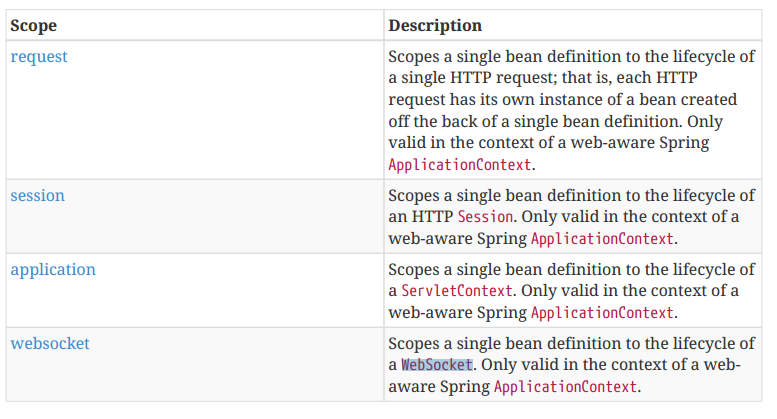 Scope Description
request Scopes a single bean definition to the lifecycle of
a single HTTP request; that is, each HTTP
request has its own instance of a bean created
off the back of a single bean definition. Only
valid in the context of a web-aware Spring
ApplicationContext.
session Scopes a single bean definition to the lifecycle of
an HTTP Session. Only valid in the context of a
web-aware Spring ApplicationContext.
application Scopes a single bean definition to the lifecycle of
a ServletContext. Only valid in the context of a
web-aware Spring ApplicationContext.
websocket Scopes a single bean definition to the lifecycle of
a WebSocket. Only valid in the context of a web-
aware Spring ApplicationContext.